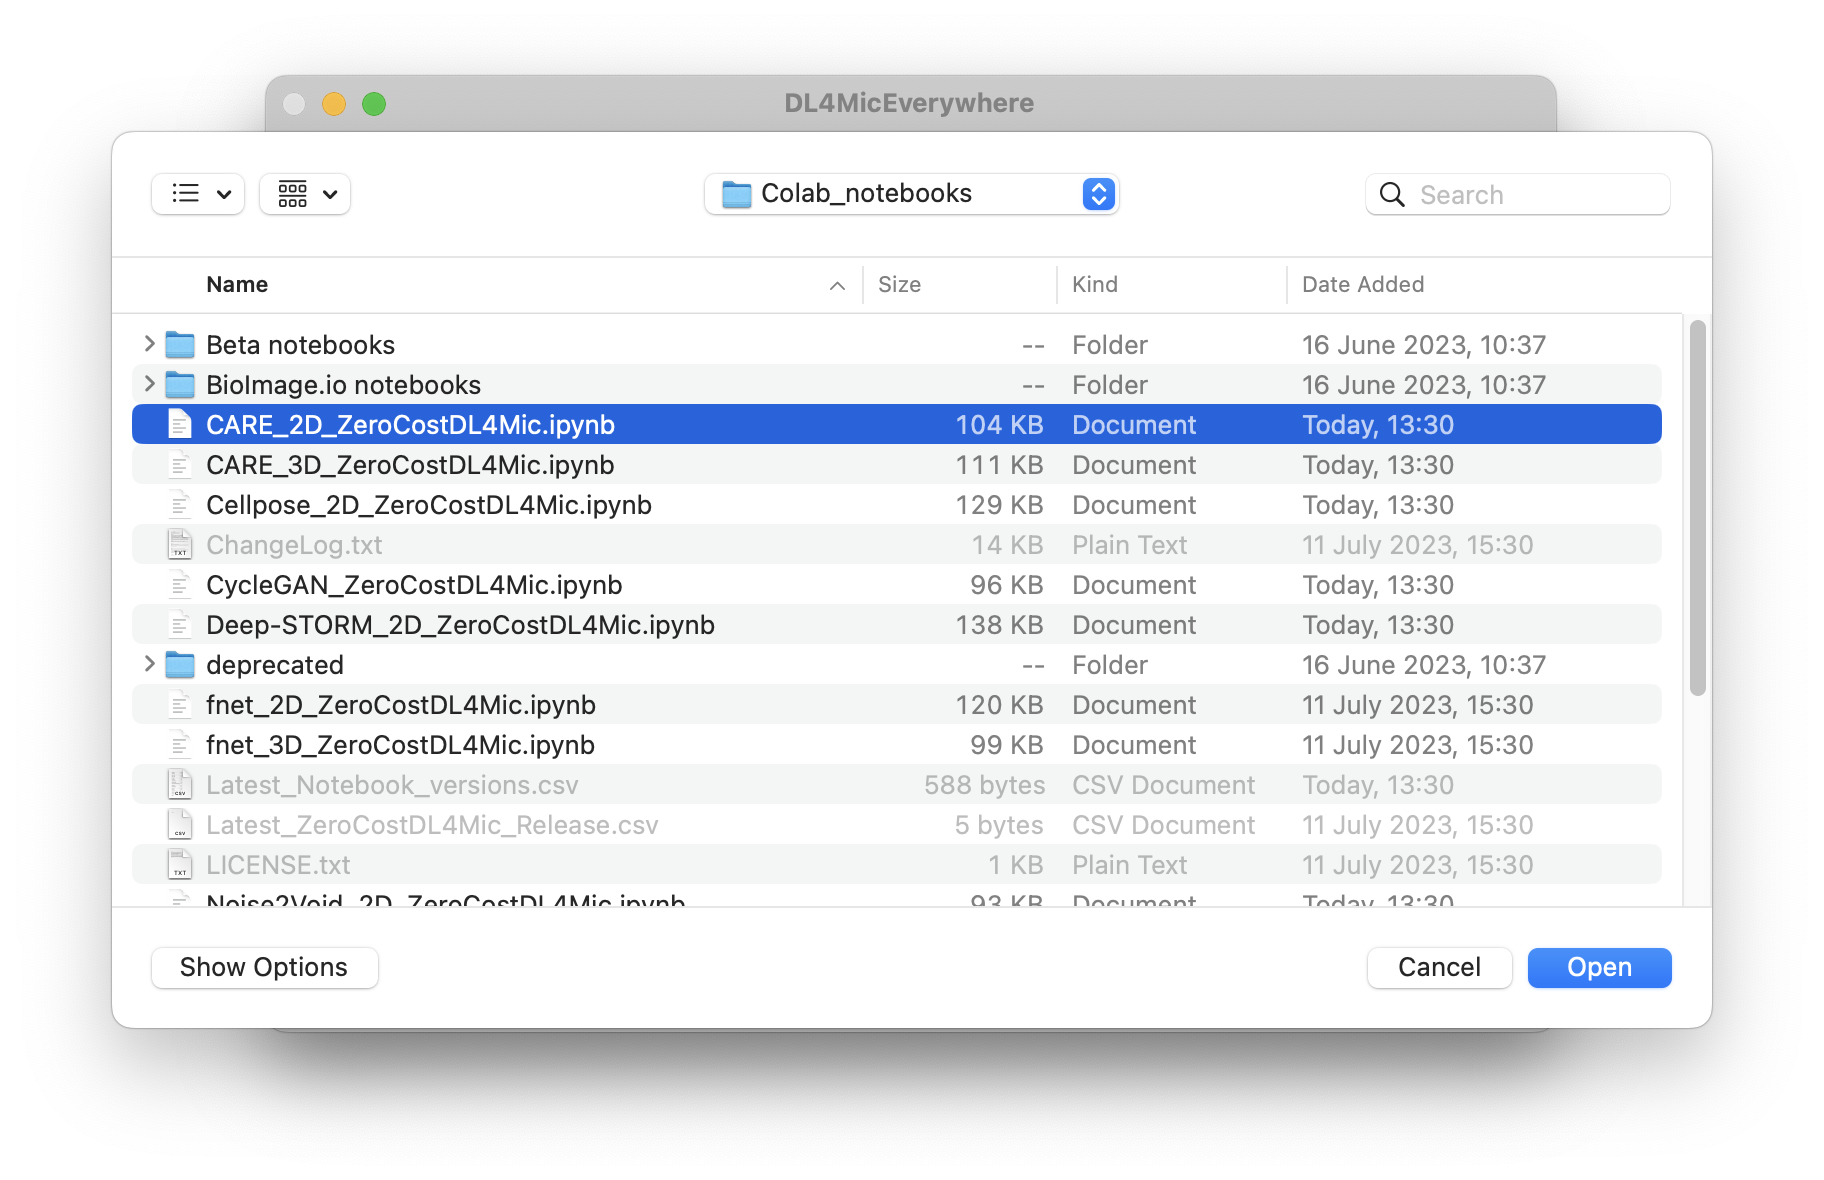 DL4MicEverywhere
Colab_notebooks
Search
Name Size Kind Date Added
Beta notebooks -- Folder 16 June 2023, 10:37
BioImage.io notebooks -- Folder 16 June 2023, 10:37
CARE_2D_ZeroCostDL4Mic.ipynb 104 KB Document Today, 13:30
CARE_3D_ZeroCostDL4Mic.ipynb 111 KB Document Today, 13:30
Cellpose_2D_ZeroCostDL4Mic.ipynb 129 KB Document Today, 13:30
TXT ChangeLog.txt 14 KB Plain Text 11 July 2023, 15:30
CycleGAN_ZeroCostDL4Mic.ipynb 96 KB Document Today, 13:30
Deep-STORM_2D_ZeroCostDL4Mic.ipynb 138 KB Document Today, 13:30
deprecated -- Folder 16 June 2023, 10:37
fnet_2D_ZeroCostDL4Mic.ipynb 120 KB Document 11 July 2023, 15:30
fnet_3D_ZeroCostDL4Mic.ipynb 99 KB Document 11 July 2023, 15:30
CSV Latest_Notebook_versions.csv 588 bytes CSV Document Today, 13:30
CSV Latest_ZeroCostDL4Mic_Release.csv 5 bytes CSV Document 11 July 2023, 15:30
TXT LICENSE.txt 1 KB Plain Text 11 July 2023, 15:30
Noise2Void_2D_ZeroCostDL4Mic.ipynb 93 KB Document Today, 13:30
Show Options Cancel Open